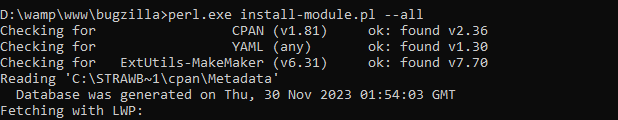 D:\wamp\www\bugzilla>perl.exe install-module.pl --all
Checking for                 CPAN (v1.81)     ok: found v2.36
Checking for                 YAML (any)       ok: found v1.30
Checking for   ExtUtils-MakeMaker (v6.31)     ok: found v7.70
Reading 'C:\STRAWB~1\cpan\Metadata'
  Database was generated on Thu, 30 Nov 2023 01:54:03 GMT
Fetching with LWP: